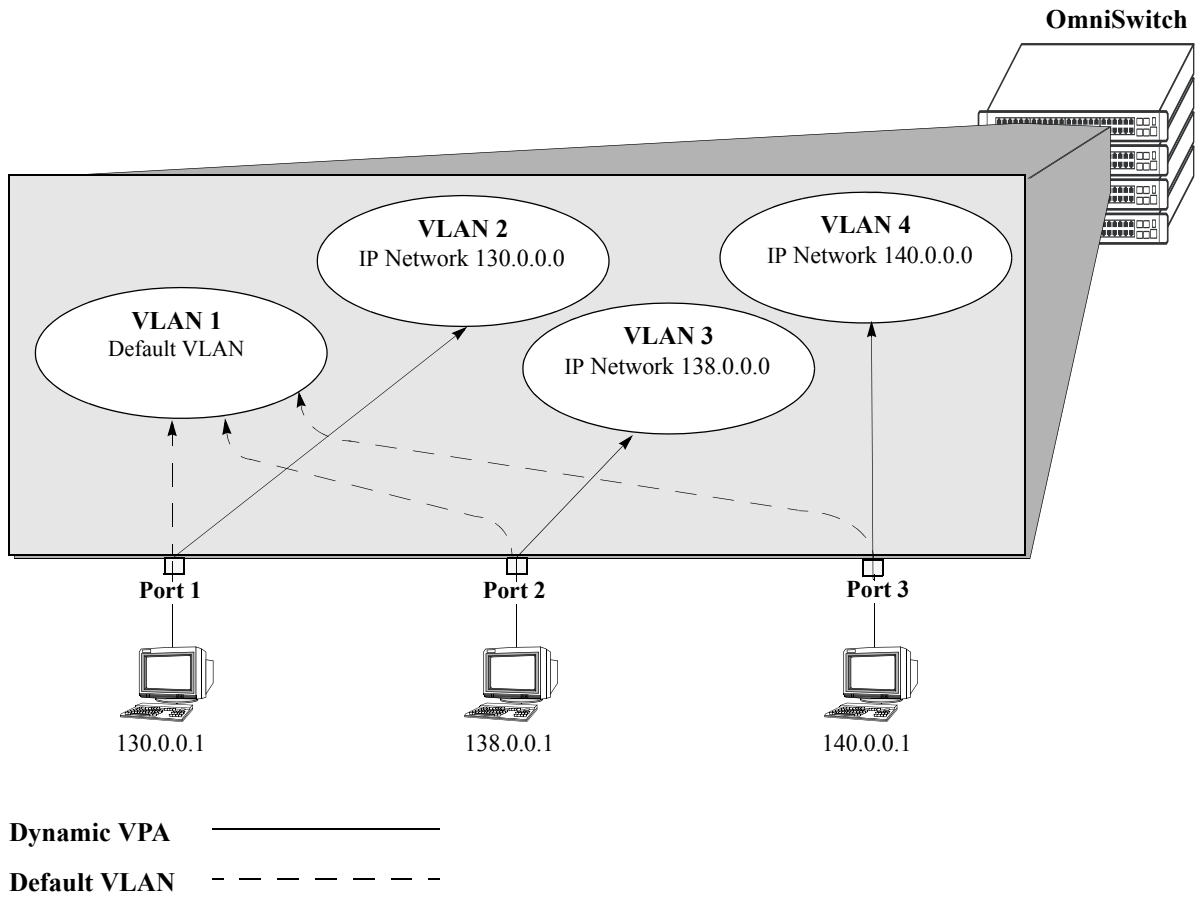 OmniSwitch
VLAN 2
IP Network 130.0.0.0
VLAN 4
IP Network 140.0.0.0
VLAN 1
Default VLAN
VLAN 3
IP Network 138.0.0.0
Port 1
Port 2
Port 3
130.0.0.1
138.0.0.1
140.0.0.1
Dynamic VPA
Default VLAN